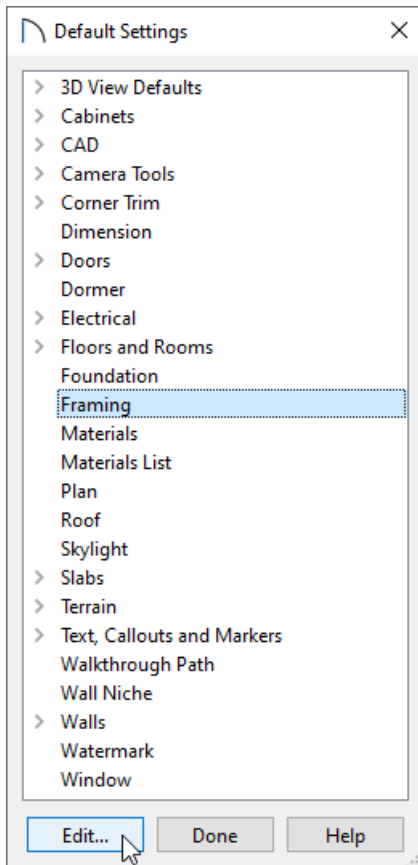 Default Settings
3D View Defaults
Cabinets
CAD
Camera Tools
Corner Trim
Dimension
Doors
Dormer
Electrical
Floors and Rooms
Foundation
Framing
Materials
Materials List
Plan
Roof
Skylight
Slabs
Terrain
Text, Callouts and Markers
Walkthrough Path
Wall Niche
Walls
Watermark
Window
Edit... Done Help